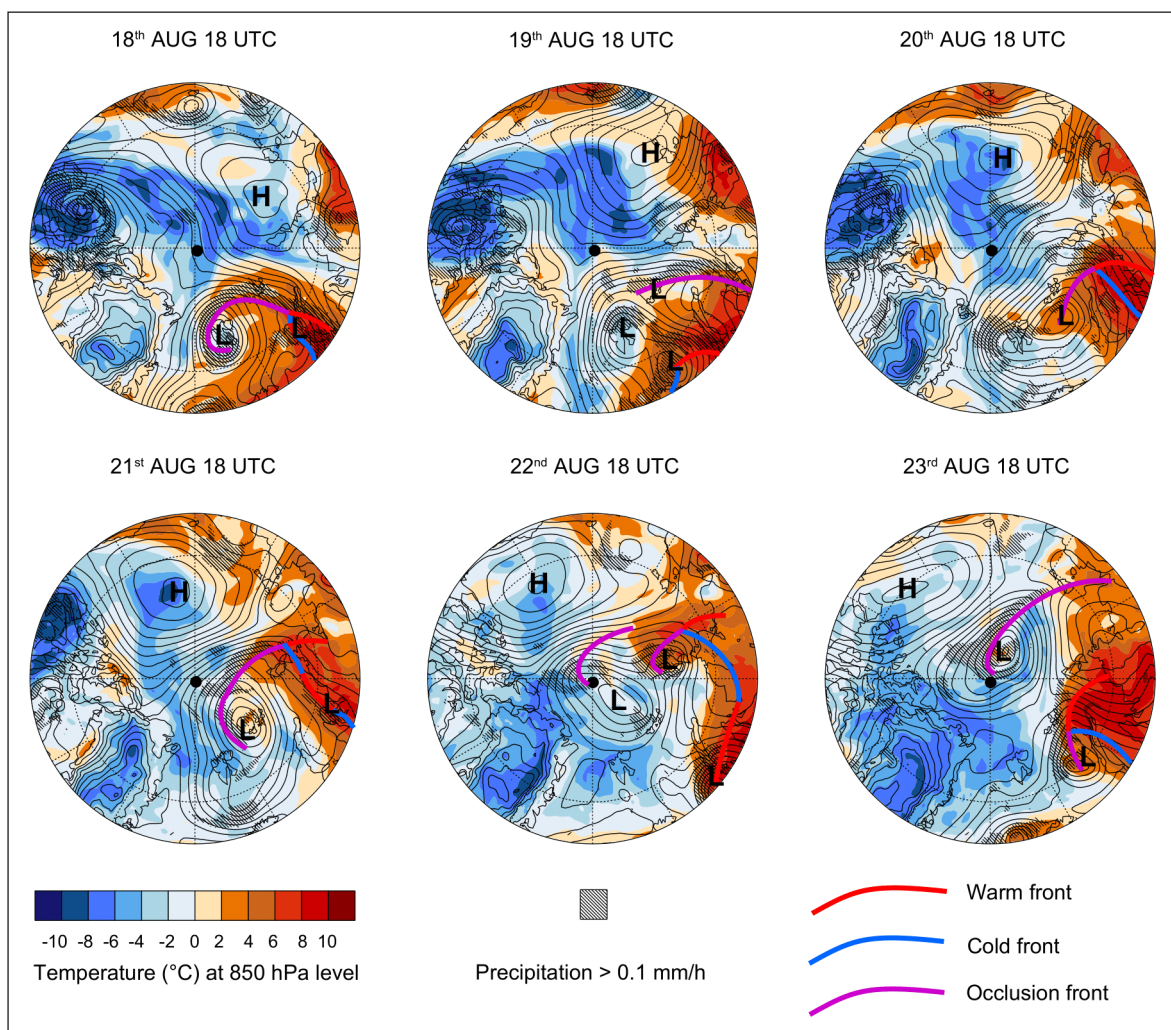 18th AUG 18 UTC
19th AUG 18 UTC
20th AUG 18 UTC
H
L
L
H
L
L
L
H
L
21st AUG 18 UTC
22nd AUG 18 UTC
23rd AUG 18 UTC
H
L
L
H
L
L
L
H
L
L
-10 -8 -6 -4 -2 0 2 4 6 8 10
Temperature (°C) at 850 hPa level
Precipitation > 0.1 mm/h
Warm front
Cold front
Occlusion front